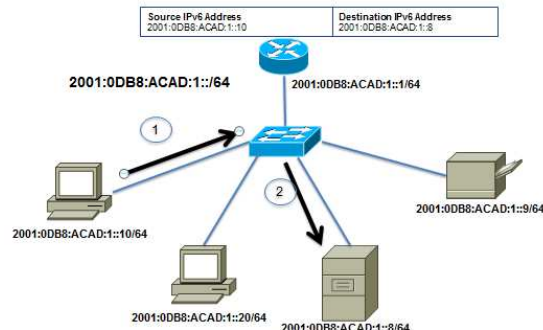 Source IPv6 Address
2001:0DB8:ACAD:1::10
Destination IPv6 Address
2001:0DB8:ACAD:1::8
2001:0DB8:ACAD:1::/64
2001:0DB8:ACAD:1::1/64
1
2
2001:0DB8:ACAD:1::9/64
2001:0DB8:ACAD:1::10/64
2001:0DB8:ACAD:1::20/64
2001:0DB8:ACAD:1::8/64